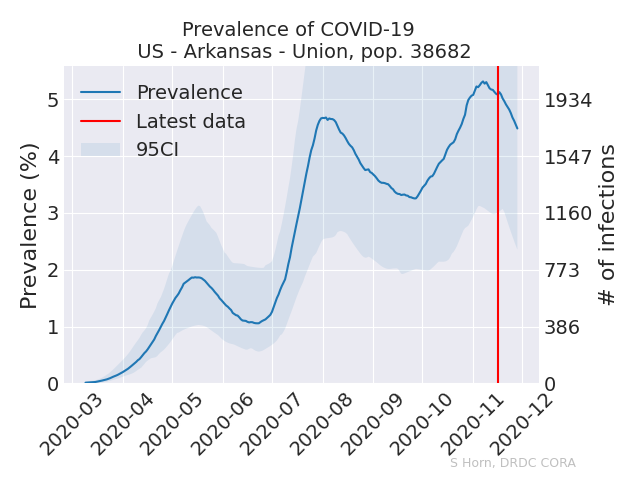 Prevalence of COVID-19
US - Arkansas - Union, pop. 38682
Prevalence
Latest data
95CI
Prevalence (%)
5
4
3
2
1
0
1934
1547
1160
773
386
0
# of infections
2020-03
2020-04
2020-05
2020-06
2020-07
2020-08
2020-09
2020-10
2020-11
2020-12
S Horn, DRDC CORA